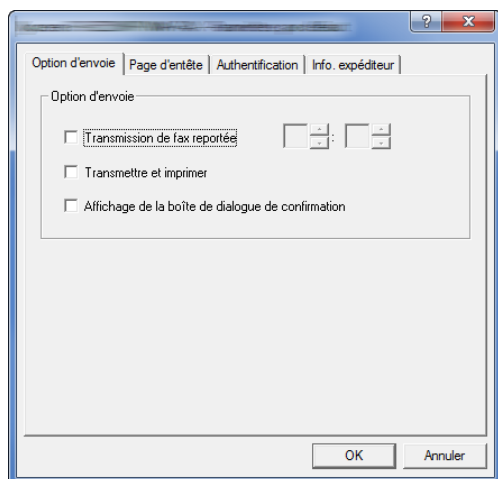 ?
Option d'envoie Page d'entête Authentification Info. expéditeur
Option d'envoie
Transmission de fax reportée :
Transmettre et imprimer
Affichage de la boîte de dialogue de confirmation
OK Annuler